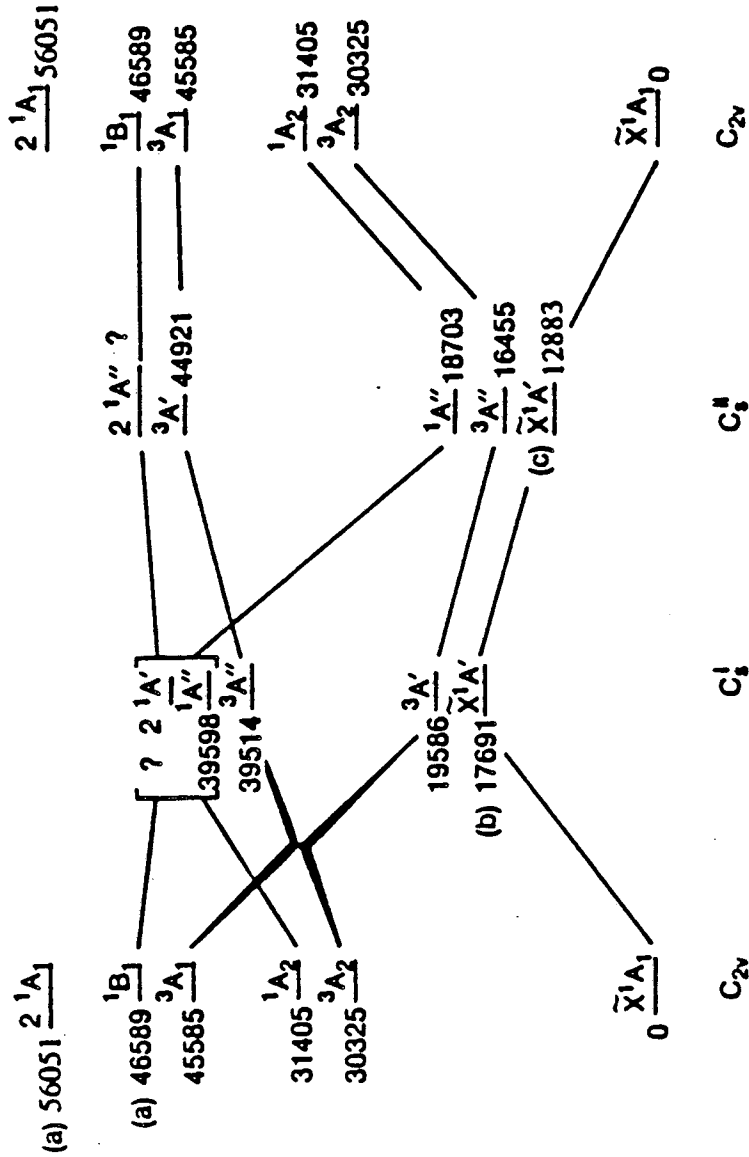 (a) 56051 2 ¹A₁
(a) 46589 ¹B₁
45585 ³A₁
31405 ¹A₂
30325 ³A₂
0 X̃¹A₁
C₂ᵥ
? 2 ¹A′
39598 ¹A″
39514 ³A″
19586 ³A′
(b) 17691 X̃¹A′
Cₛᴵ
2 ¹A″ ?
³A′ 44921
¹A″ 18703
³A″ 16455
(c) X̃¹A′ 12883
Cₛᴵᴵ
2 ¹A₁ 56051
¹B₁ 46589
³A₁ 45585
¹A₂ 31405
³A₂ 30325
X̃¹A₁ 0
C₂ᵥ